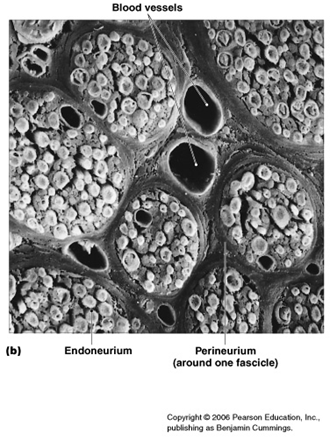 Blood vessels
(b)
Endoneurium
Perineurium
(around one fascicle)
Copyright © 2006 Pearson Education, Inc.,
publishing as Benjamin Cummings.